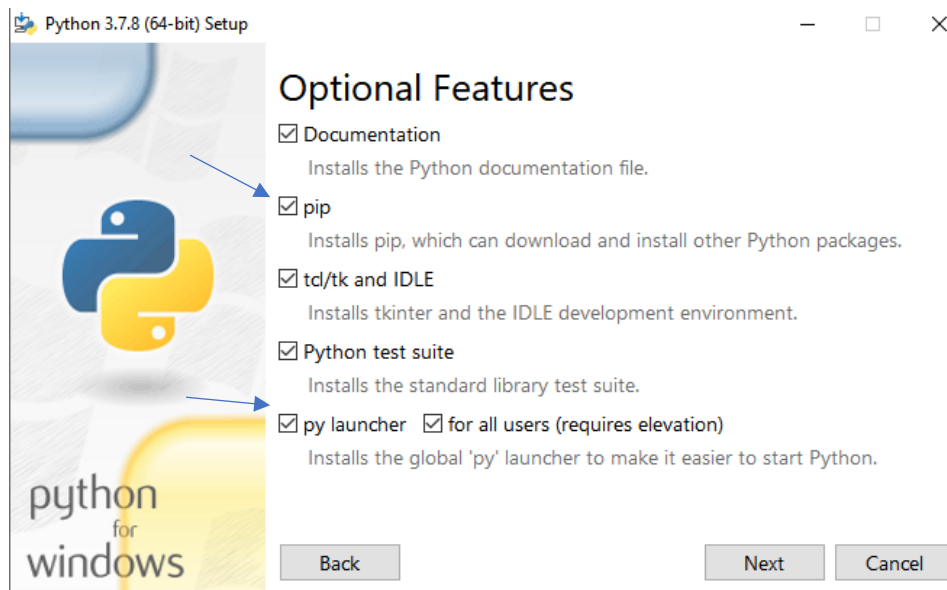 Python 3.7.8 (64-bit) Setup
Optional Features
Documentation
Installs the Python documentation file.
pip
Installs pip, which can download and install other Python packages.
tcl/tk and IDLE
Installs tkinter and the IDLE development environment.
Python test suite
Installs the standard library test suite.
py launcher for all users (requires elevation)
Installs the global 'py' launcher to make it easier to start Python.
python
for
windows
Back Next Cancel